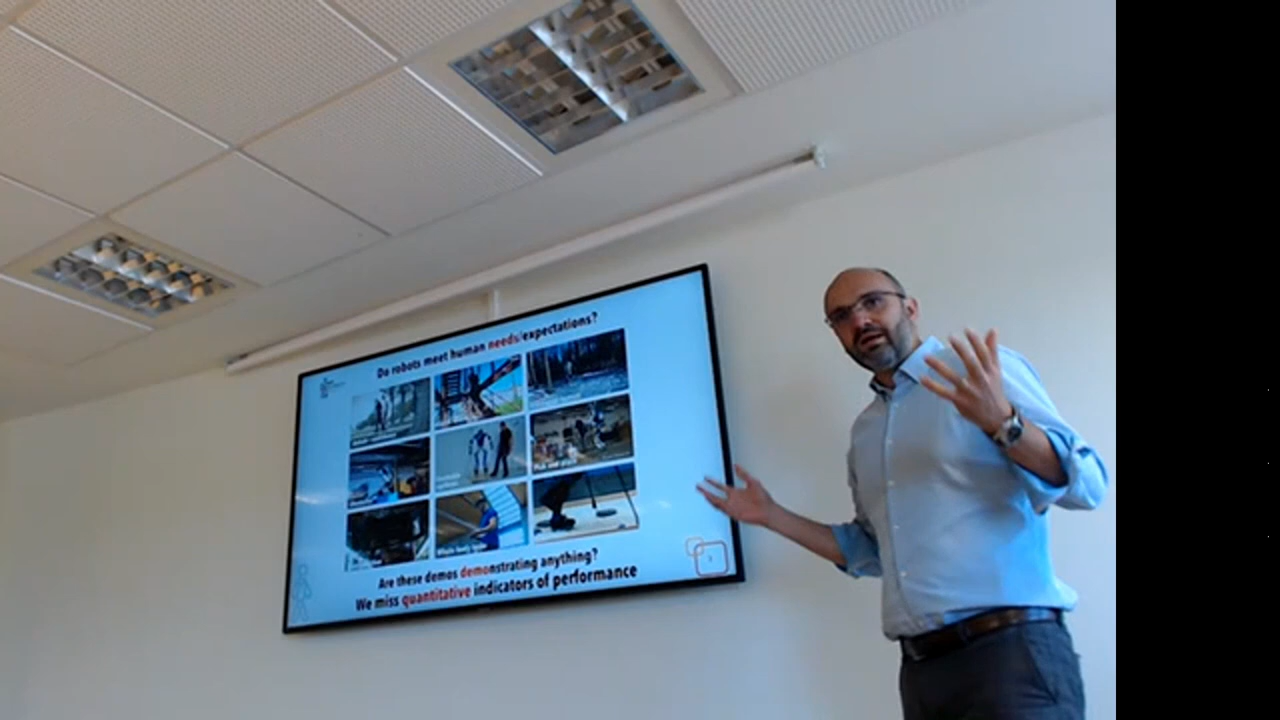 Do robots meet human needs/expectations?
Are these demos demonstrating anything?
We miss quantitative indicators of performance